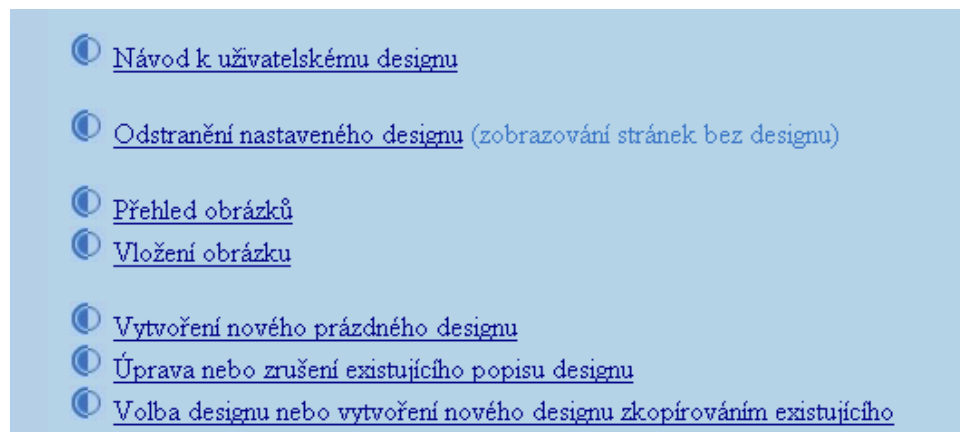 Návod k uživatelskému designu
Odstranění nastaveného designu (zobrazování stránek bez designu)
Přehled obrázků
Vložení obrázku
Vytvoření nového prázdného designu
Úprava nebo zrušení existujícího popisu designu
Volba designu nebo vytvoření nového designu zkopírováním existujícího